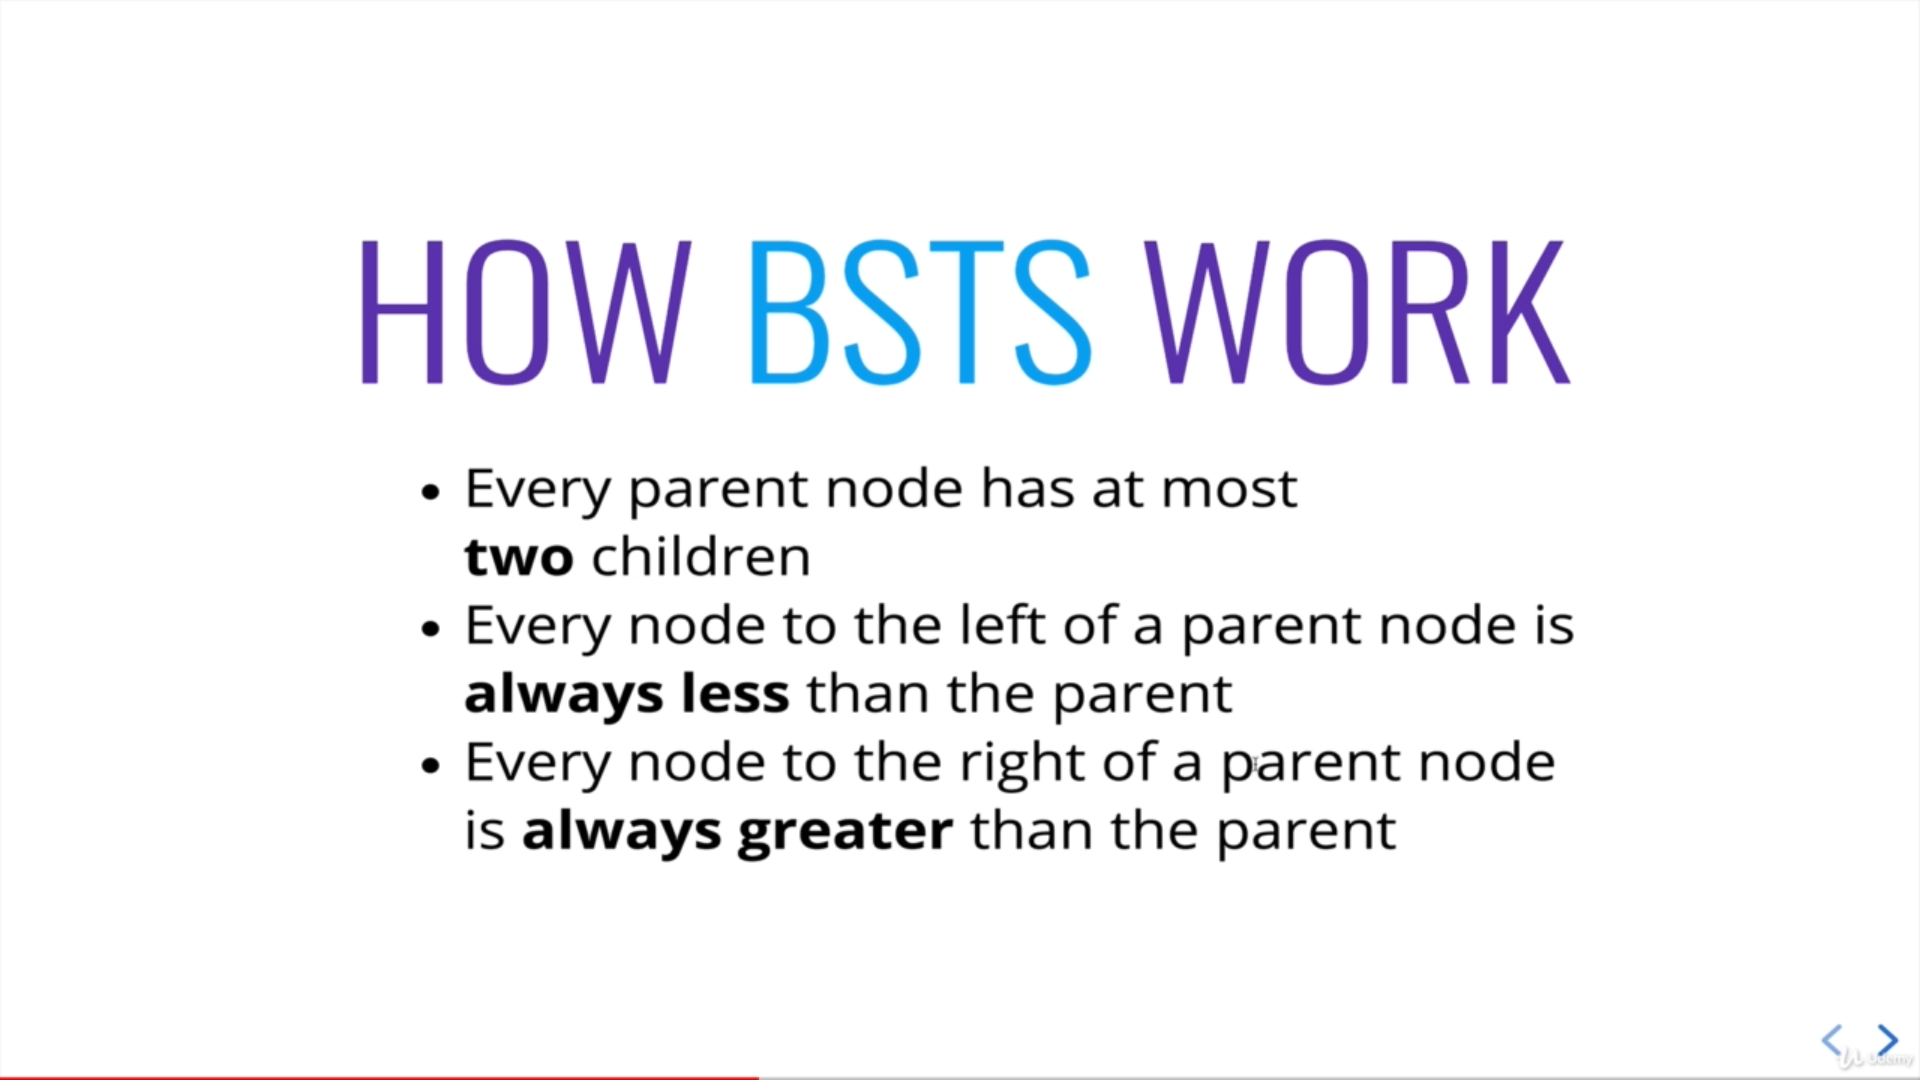 HOW BSTS WORK
• Every parent node has at most
two children
• Every node to the left of a parent node is
always less than the parent
• Every node to the right of a parent node
is always greater than the parent
Udemy